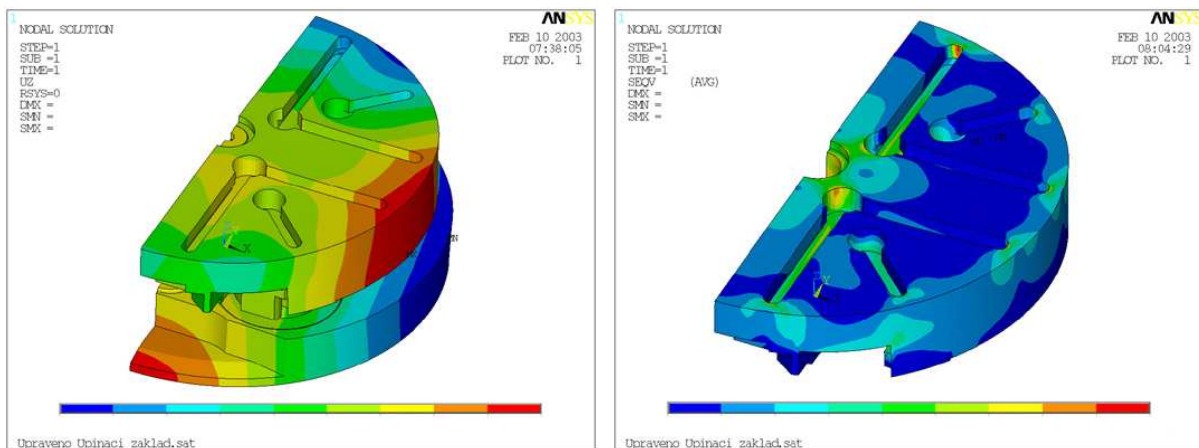 1
NODAL SOLUTION
STEP=1
SUB =1
TIME=1
UZ
RSYS=0
DMX =
SMN =
SMX =
ANSYS
FEB 10 2003
07:38:05
PLOT NO. 1
X
MN
Upraveno Upinaci zaklad.sat
1
NODAL SOLUTION
STEP=1
SUB =1
TIME=1
SEQV (AVG)
DMX =
SMN =
SMX =
ANSYS
FEB 10 2003
08:04:29
PLOT NO. 1
Upraveno Upinaci zaklad.sat